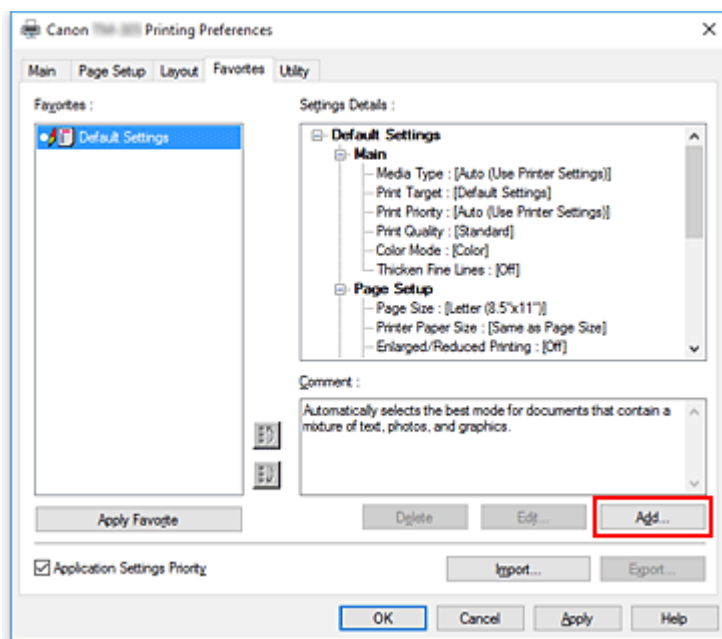 Canon Printing Preferences
Main Page Setup Layout Favorites Utility
Favorites :
Default Settings
Settings Details :
Default Settings
Main
Media Type : [Auto (Use Printer Settings)]
Print Target : [Default Settings]
Print Priority : [Auto (Use Printer Settings)]
Print Quality : [Standard]
Color Mode : [Color]
Thicken Fine Lines : [Off]
Page Setup
Page Size : [Letter (8.5"x11")]
Printer Paper Size : [Same as Page Size]
Enlarged/Reduced Printing : [Off]
Comment :
Automatically selects the best mode for documents that contain a
mixture of text, photos, and graphics.
Apply Favorite
Delete Edit... Add...
Application Settings Priority
Import... Export...
OK Cancel Apply Help